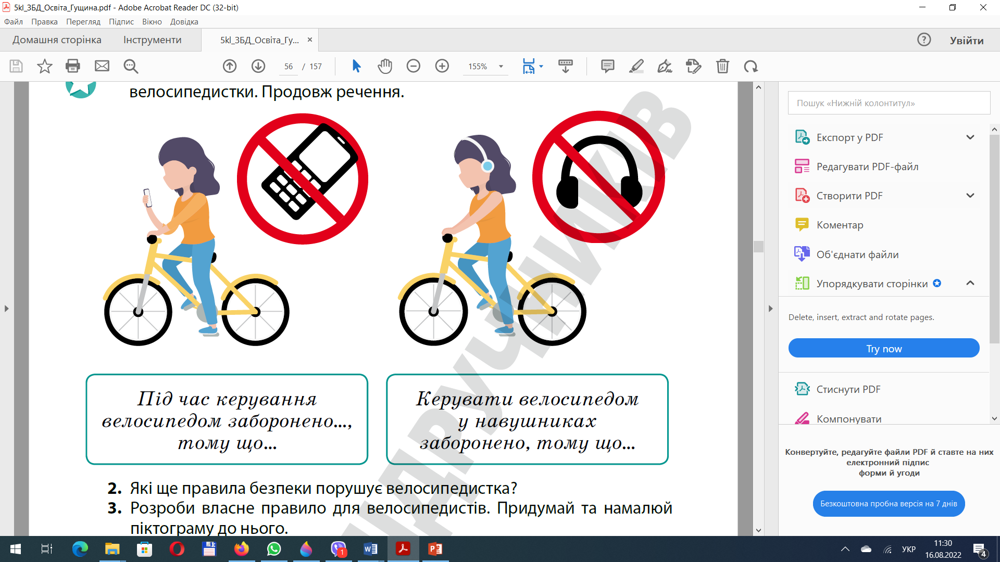 5kl_ЗБД_Освіта_Гущина.pdf - Adobe Acrobat Reader DC (32-bit)
Файл Правка Перегляд Підпис Вікно Довідка
Домашня сторінка Інструменти 5kl_ЗБД_Освіта_Гу... × Увійти
56 / 157 155%
велосипедистки. Продовж речення.
Під час керування
велосипедом заборонено...,
тому що...
Керувати велосипедом
у навушниках
заборонено, тому що...
2. Які ще правила безпеки порушує велосипедистка?
3. Розроби власне правило для велосипедистів. Придумай та намалюй
піктограму до нього.
ПІДРУЧНИКІВ
Пошук «Нижній колонтитул»
Експорт у PDF
Редагувати PDF-файл
Створити PDF
Коментар
Об'єднати файли
Упорядкувати сторінки
Delete, insert, extract and rotate pages.
Try now
Стиснути PDF
Компонувати
Конвертуйте, редагуйте файли PDF й ставте на них
електронний підпис
форми й угоди
Безкоштовна пробна версія на 7 днів
1
УКР
11:30
16.08.2022
4